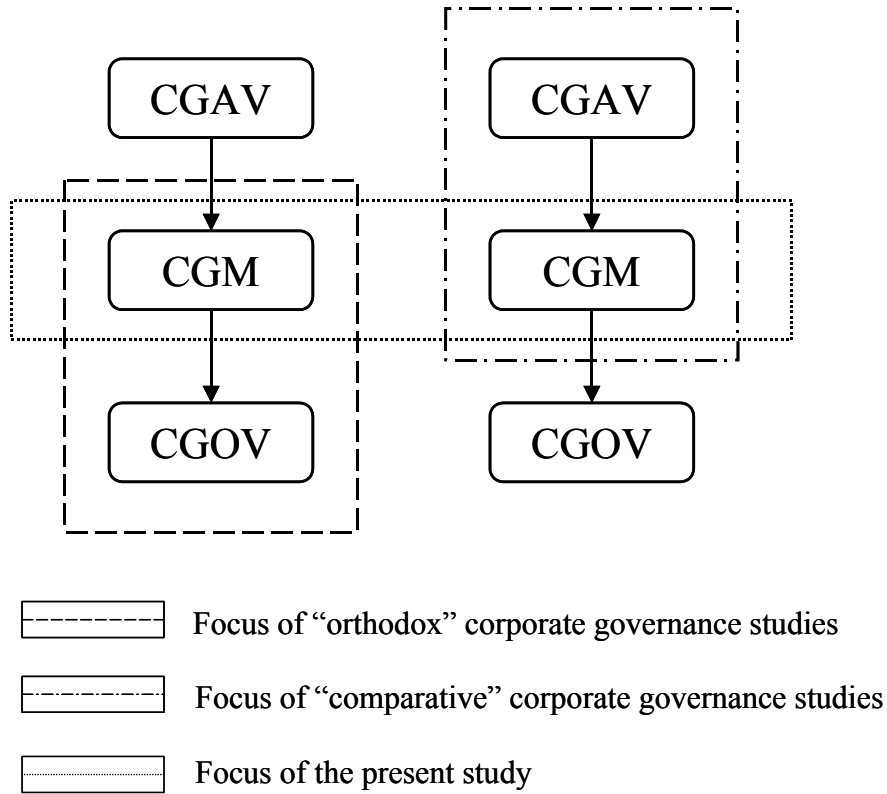 CGAV CGAV
CGM CGM
CGOV CGOV
Focus of “orthodox” corporate governance studies
Focus of “comparative” corporate governance studies
Focus of the present study